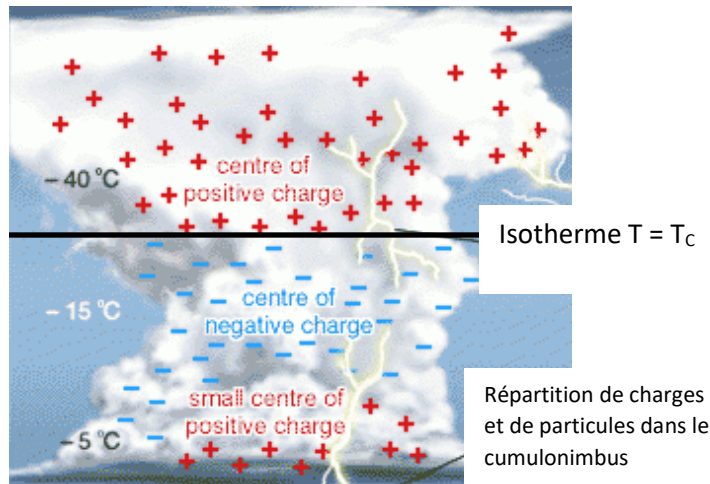 centre of
positive charge
– 40 °C
Isotherme T = T_C
centre of
negative charge
– 15 °C
small centre of
positive charge
– 5 °C
Répartition de charges
et de particules dans le
cumulonimbus